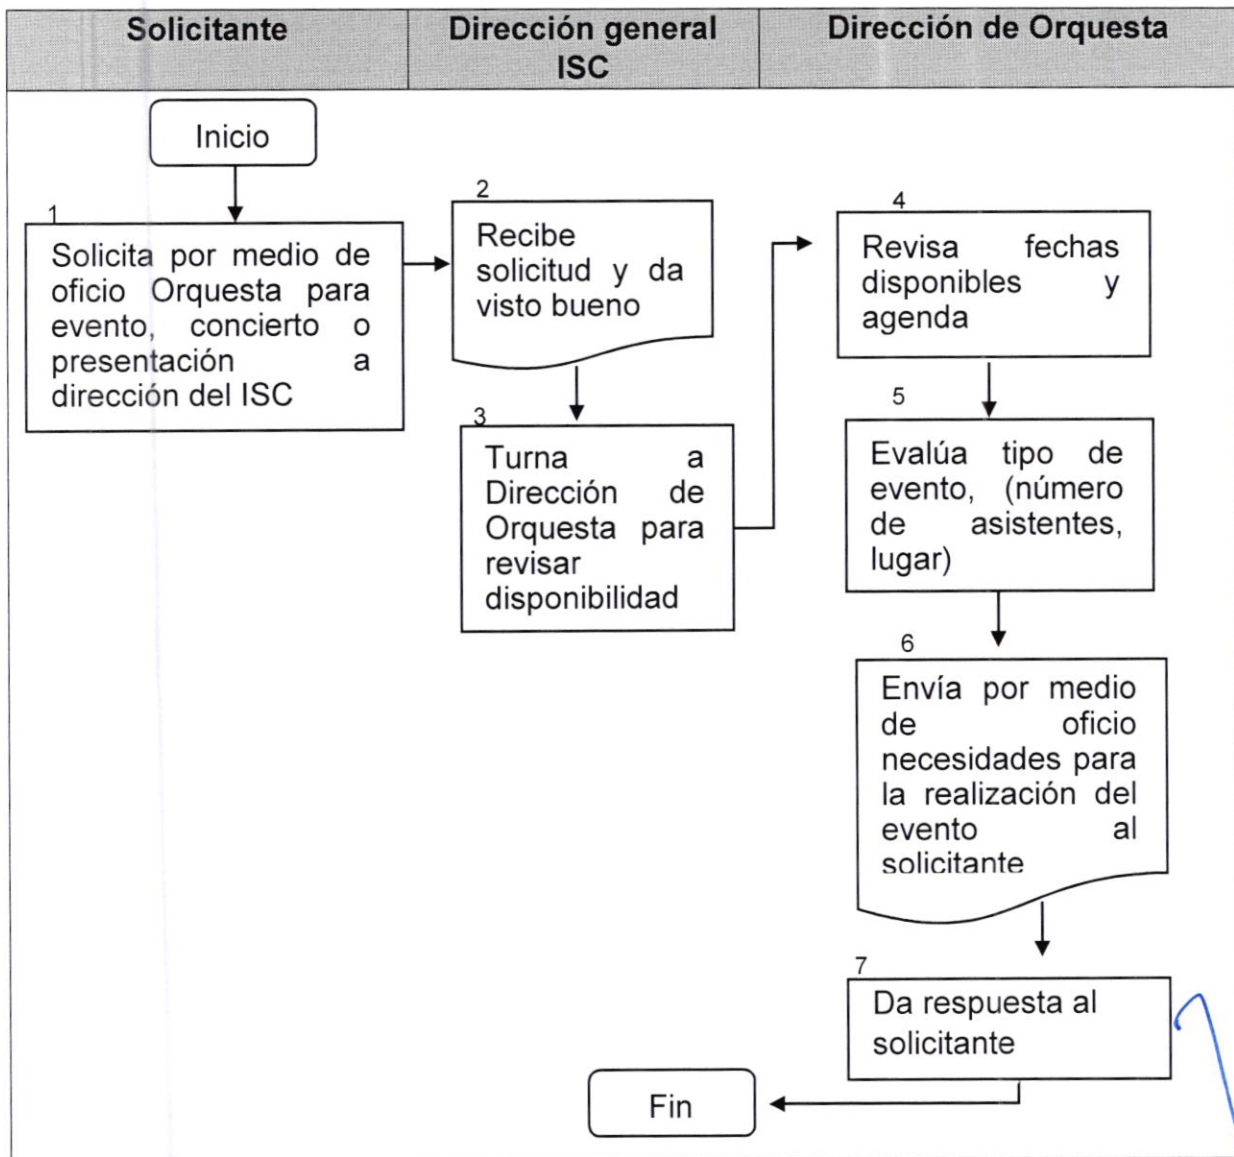 Solicitante
Dirección general
ISC
Dirección de Orquesta
Inicio
1
Solicita por medio de
oficio Orquesta para
evento, concierto o
presentación a
dirección del ISC
2
Recibe
solicitud y da
visto bueno
3
Turna a
Dirección de
Orquesta para
revisar
disponibilidad
4
Revisa fechas
disponibles y
agenda
5
Evalúa tipo de
evento, (número
de asistentes,
lugar)
6
Envía por medio
de oficio
necesidades para
la realización del
evento al
solicitante
7
Da respuesta al
solicitante
Fin